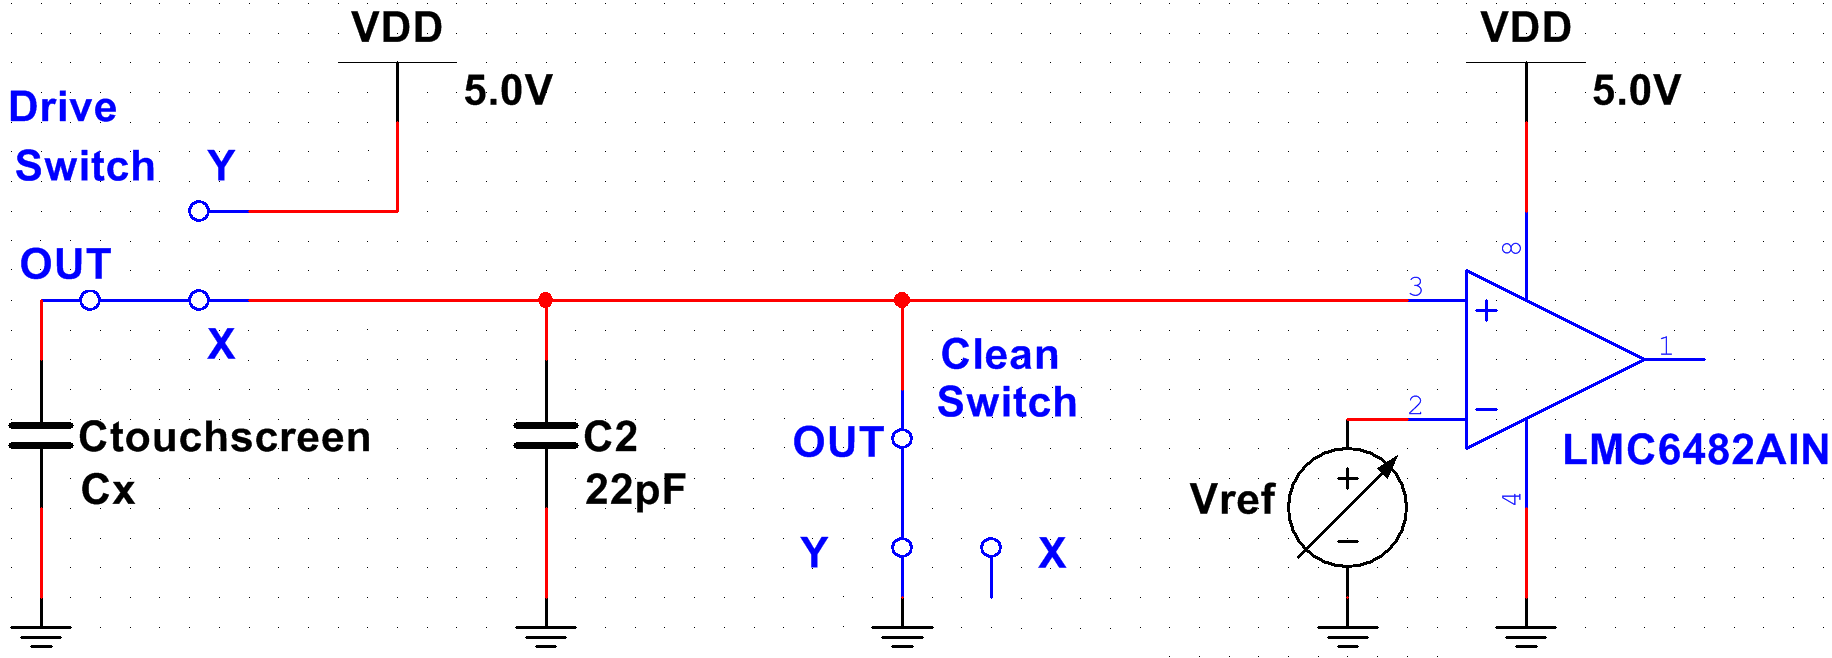 VDD
5.0V
Drive
Switch
Y
OUT
X
Ctouchscreen
Cx
C2
22pF
Clean
Switch
OUT
Y
X
VDD
5.0V
8
3
+
1
2
−
4
LMC6482AIN
Vref
+
−